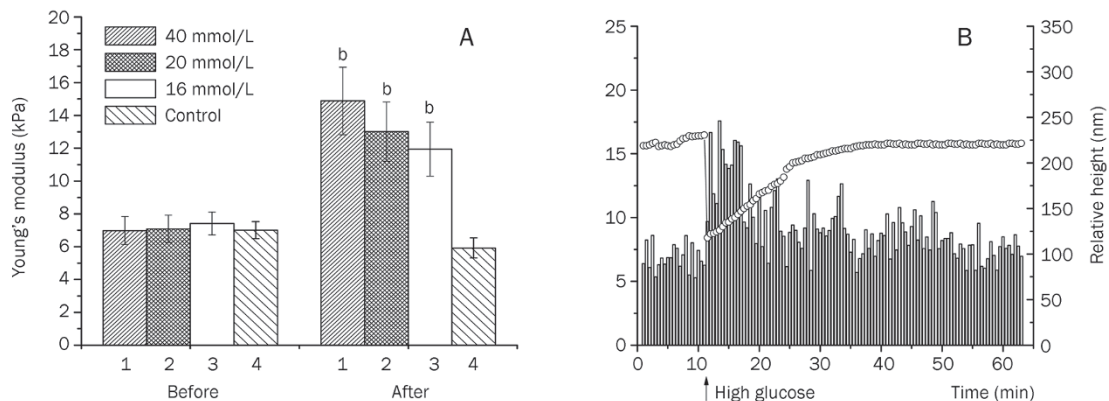 A
40 mmol/L
20 mmol/L
16 mmol/L
Control
Young's modulus (kPa)
20
18
16
14
12
10
8
6
4
2
0
b
b
b
1 2 3 4 1 2 3 4
Before After
B
25
20
15
10
5
0
350
300
250
200
150
100
50
0
Relative height (nm)
0 10 20 30 40 50 60
High glucose Time (min)